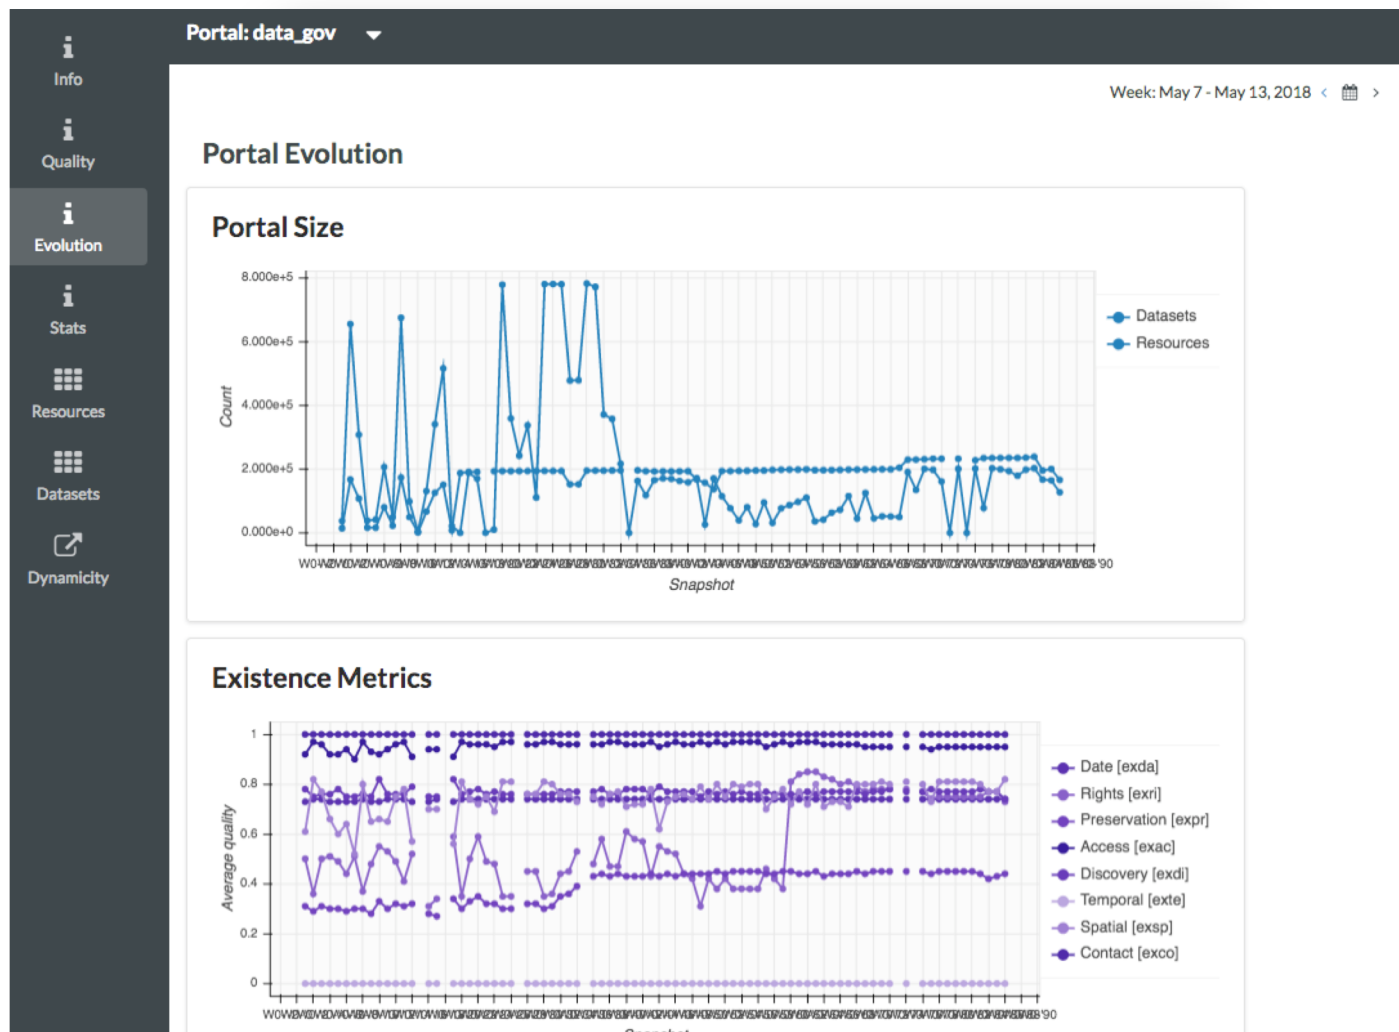 Portal: data_gov
Info
Quality
Evolution
Stats
Resources
Datasets
Dynamicity
Week: May 7 - May 13, 2018
Portal Evolution
Portal Size
8.000e+5
6.000e+5
4.000e+5
2.000e+5
0.000e+0
Count
Snapshot
Datasets
Resources
Existence Metrics
1
0.8
0.6
0.4
0.2
0
Average quality
Date [exda]
Rights [exri]
Preservation [expr]
Access [exac]
Discovery [exdi]
Temporal [exte]
Spatial [exsp]
Contact [exco]